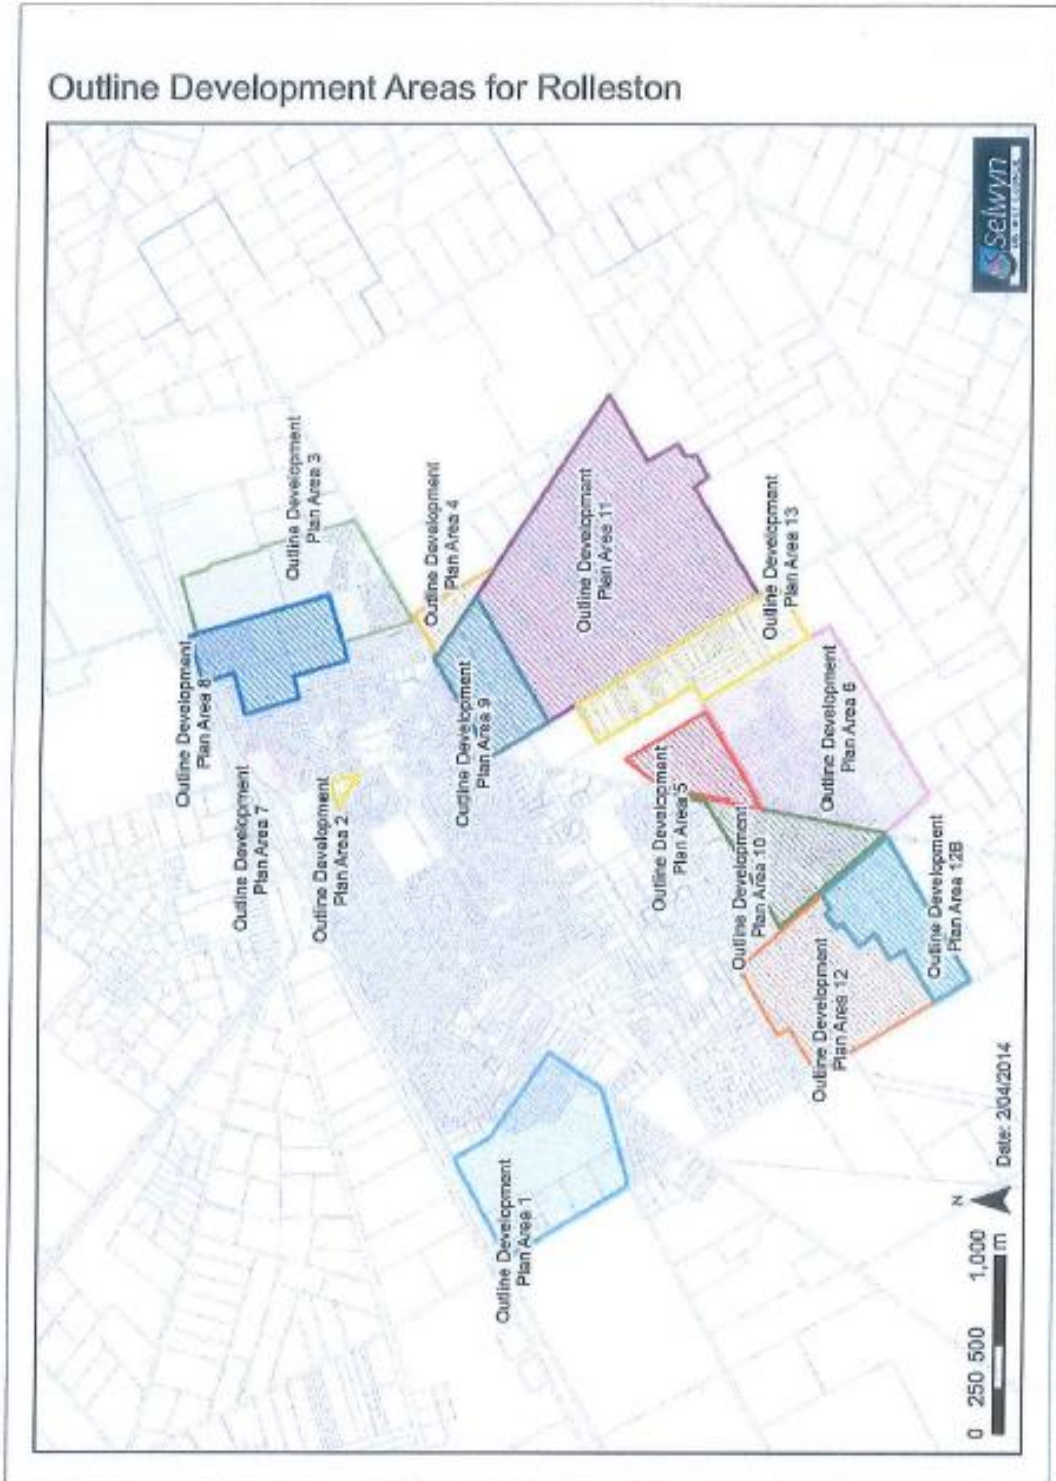 Outline Development Areas for Rolleston
Selwyn
Outline Development
Plan Area 3
Outline Development
Plan Area 8
Outline Development
Plan Area 7
Outline Development
Plan Area 2
Outline Development
Plan Area 4
Outline Development
Plan Area 9
Outline Development
Plan Area 11
Outline Development
Plan Area 13
Outline Development
Plan Area 5
Outline Development
Plan Area 6
Outline Development
Plan Area 10
Outline Development
Plan Area 12
Outline Development
Plan Area 12B
Outline Development
Plan Area 1
N
0 250 500 1,000
m
Date: 2/04/2014